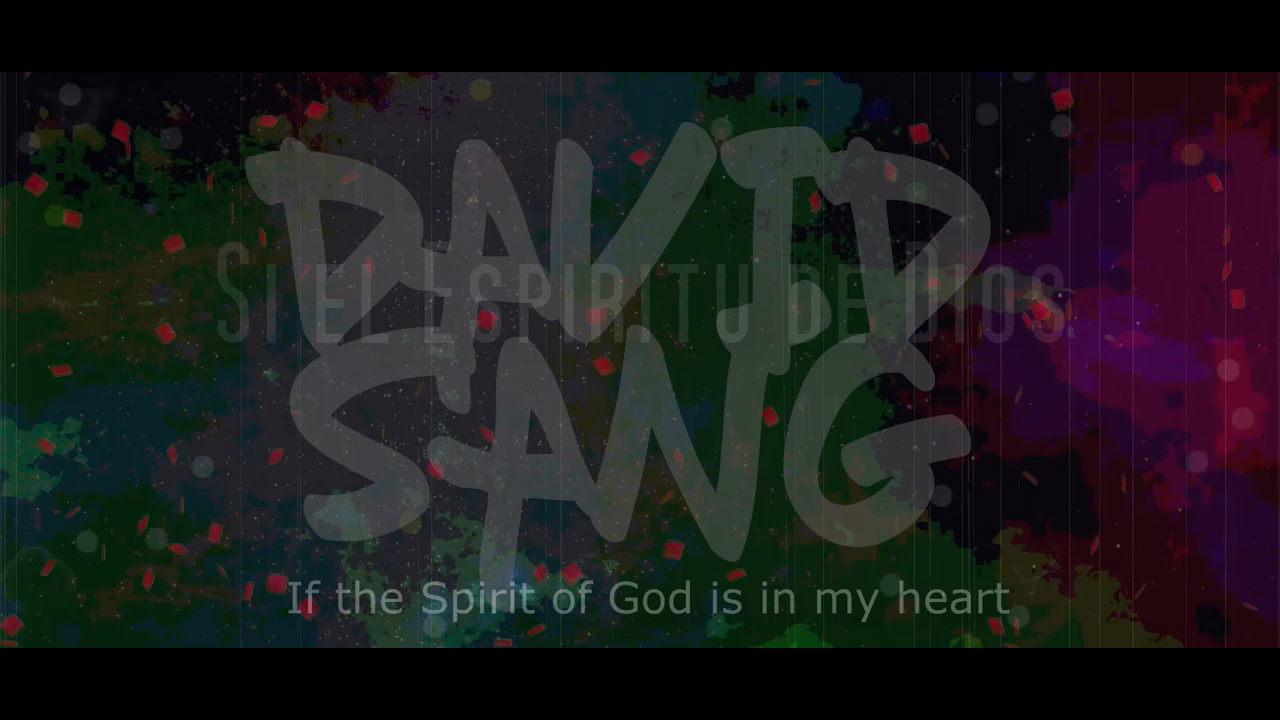 DAVID
SI EL ESPIRITU DE DIOS
SANG
If the Spirit of God is in my heart